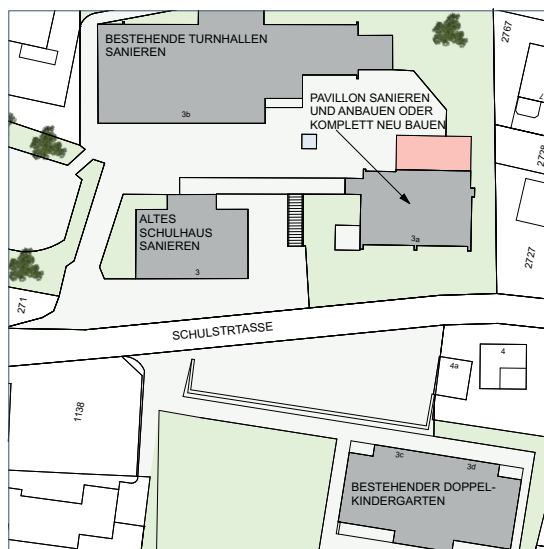 BESTEHENDE TURNHALLEN
SANIEREN
2767
3b
PAVILLON SANIEREN
UND ANBAUEN ODER
KOMPLETT NEU BAUEN
2728
ALTES
SCHULHAUS
SANIEREN
3
3a
2727
271
SCHULSTRTASSE
4
4a
1138
3c
3d
BESTEHENDER DOPPEL-
KINDERGARTEN